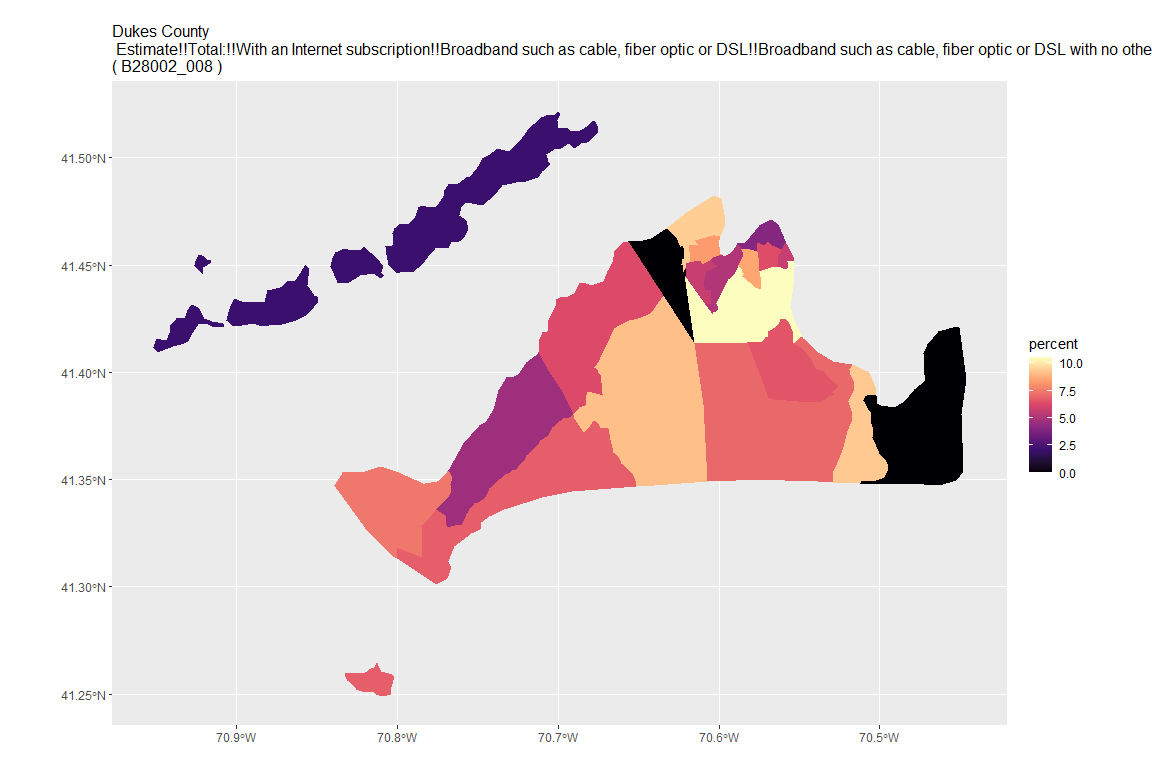 Dukes County
Estimate!!Total:!!With an Internet subscription!!Broadband such as cable, fiber optic or DSL!!Broadband such as cable, fiber optic or DSL with no othe
( B28002_008 )
41.50°N
41.45°N
41.40°N
41.35°N
41.30°N
41.25°N
70.9°W
70.8°W
70.7°W
70.6°W
70.5°W
percent
10.0
7.5
5.0
2.5
0.0